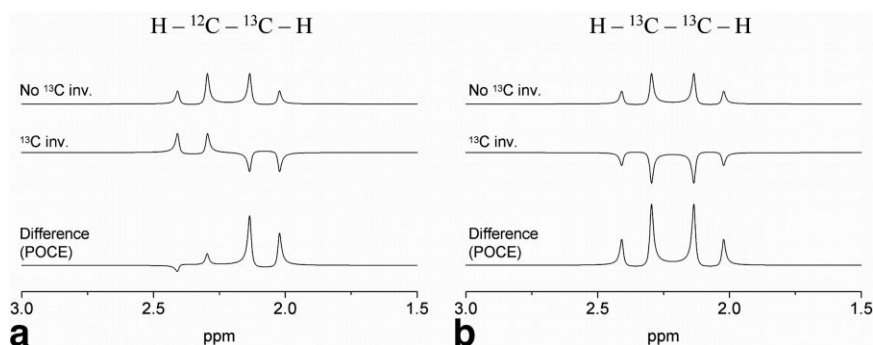 H – ¹²C – ¹³C – H
No ¹³C inv.
¹³C inv.
Difference
(POCE)
3.0 2.5 2.0 1.5
a ppm
H – ¹³C – ¹³C – H
No ¹³C inv.
¹³C inv.
Difference
(POCE)
3.0 2.5 2.0 1.5
b ppm